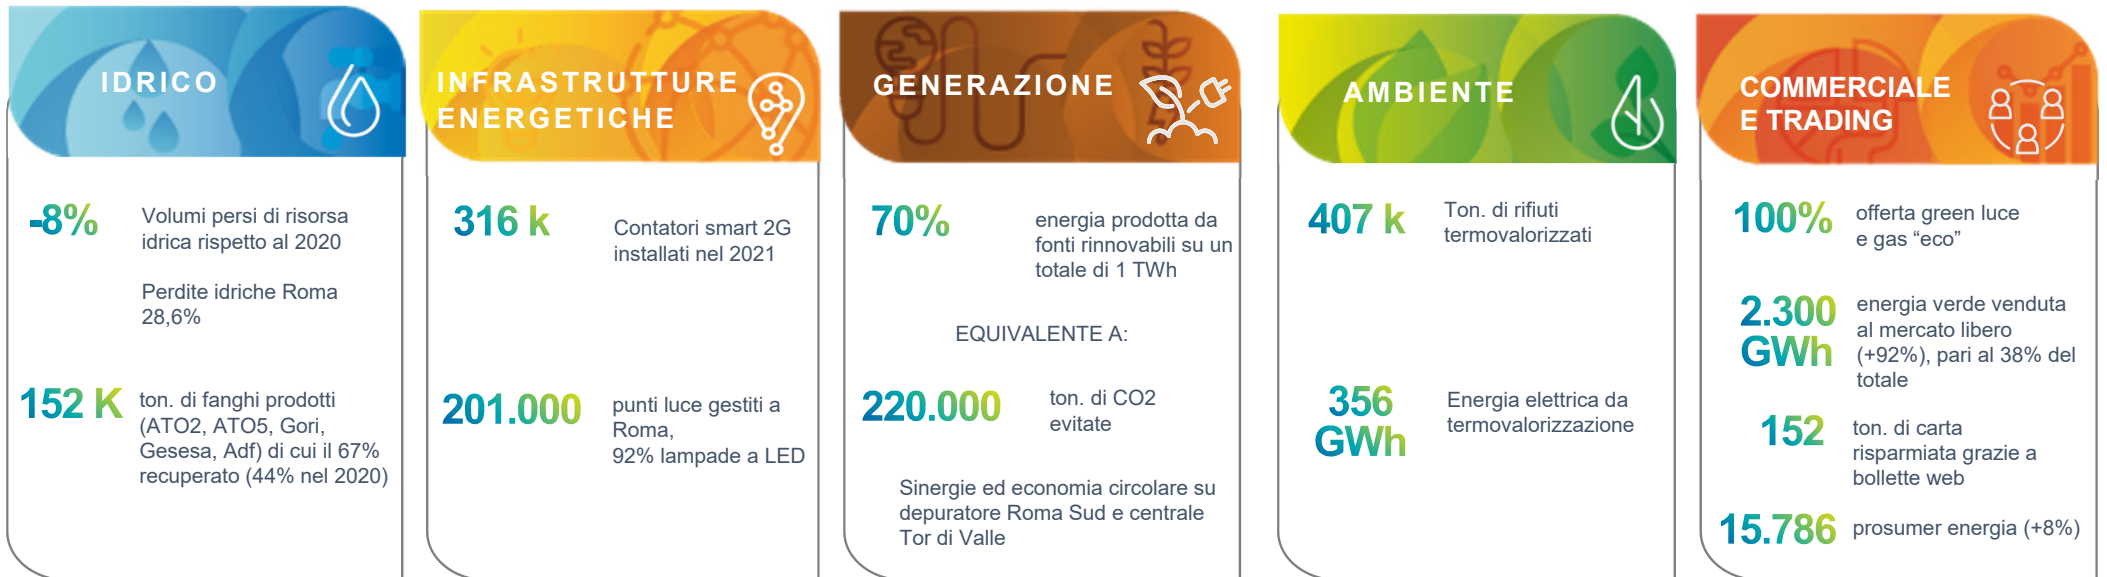 IDRICO
-8%
Volumi persi di risorsa
idrica rispetto al 2020
Perdite idriche Roma
28,6%
152 K
ton. di fanghi prodotti
(ATO2, ATO5, Gori,
Gesesa, Adf) di cui il 67%
recuperato (44% nel 2020)
INFRASTRUTTURE
ENERGETICHE
316 k
Contatori smart 2G
installati nel 2021
201.000
punti luce gestiti a
Roma,
92% lampade a LED
GENERAZIONE
70%
energia prodotta da
fonti rinnovabili su un
totale di 1 TWh
EQUIVALENTE A:
220.000
ton. di CO2
evitate
Sinergie ed economia circolare su
depuratore Roma Sud e centrale
Tor di Valle
AMBIENTE
407 k
Ton. di rifiuti
termovalorizzati
356
GWh
Energia elettrica da
termovalorizzazione
COMMERCIALE
E TRADING
100%
offerta green luce
e gas “eco”
2.300
GWh
energia verde venduta
al mercato libero
(+92%), pari al 38% del
totale
152
ton. di carta
risparmiata grazie a
bollette web
15.786
prosumer energia (+8%)